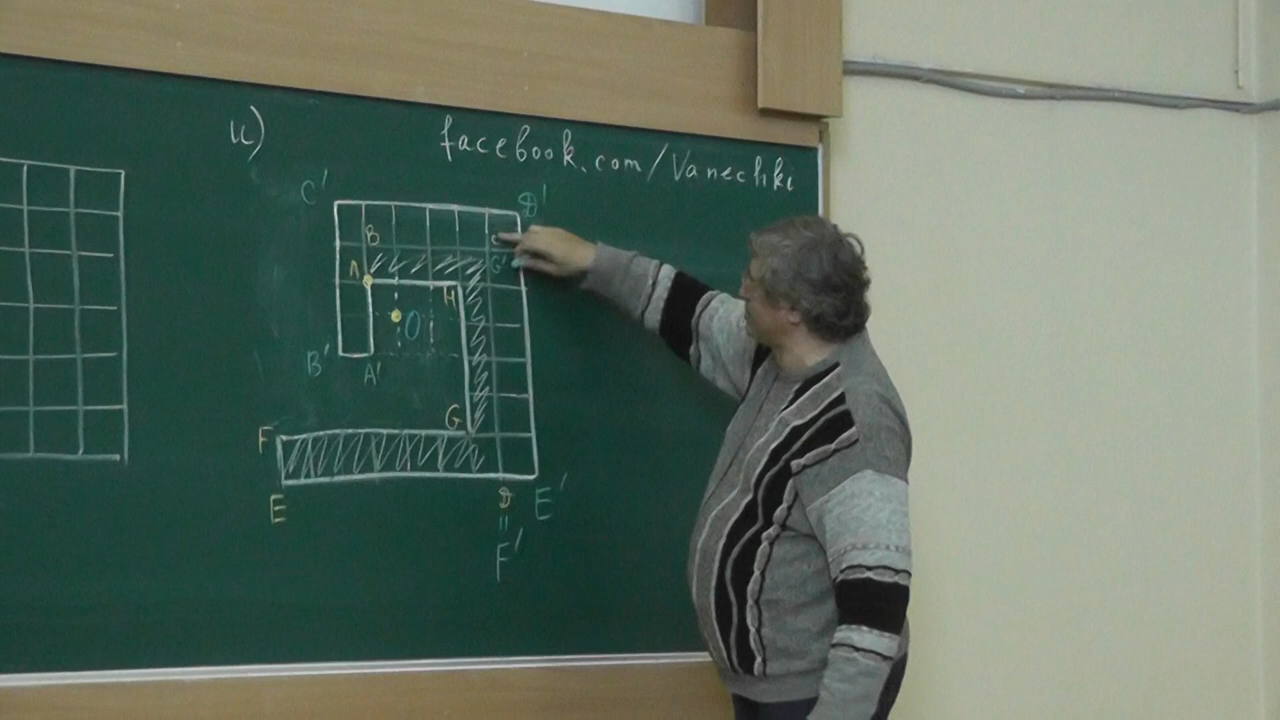 и)
facebook.com/Vanechki
C' D'
B C
A G'
H
O
B' A'
F G
E D E'
"
F'